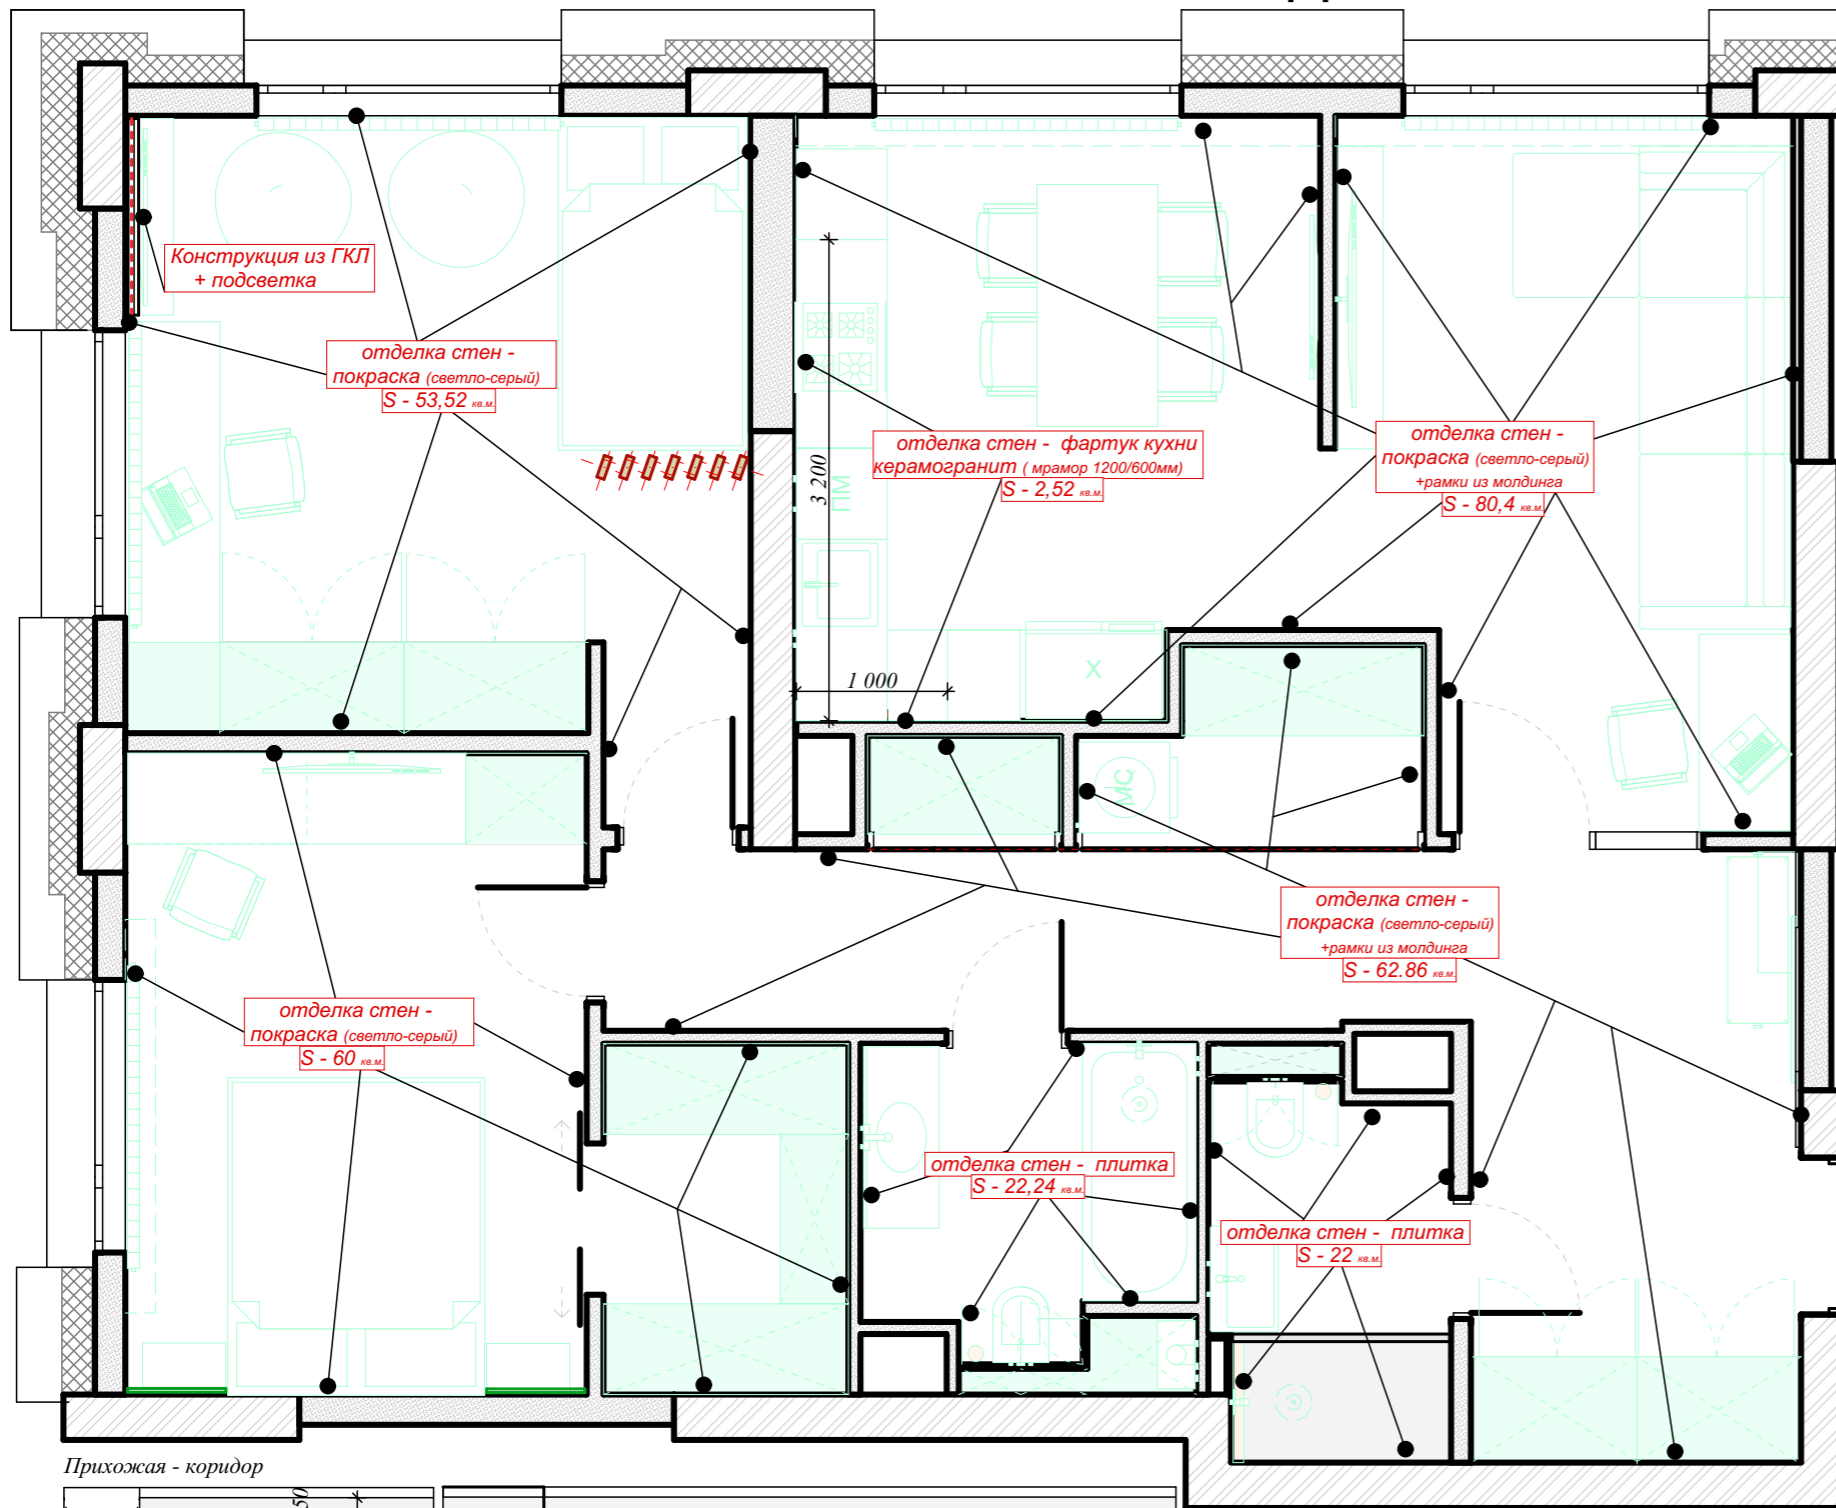 Конструкция из ГКЛ
+ подсветка
отделка стен -
покраска (светло-серый)
S - 53,52 кв.м.
отделка стен - фартук кухни
керамогранит ( мрамор 1200/600мм)
S - 2,52 кв.м.
отделка стен -
покраска (светло-серый)
+рамки из молдинга
S - 80,4 кв.м.
3 200
ПМ
1 000
X
МС
отделка стен -
покраска (светло-серый)
+рамки из молдинга
S - 62.86 кв.м.
отделка стен -
покраска (светло-серый)
S - 60 кв.м.
отделка стен - плитка
S - 22,24 кв.м.
отделка стен - плитка
S - 22 кв.м.
Прихожая - коридор
50